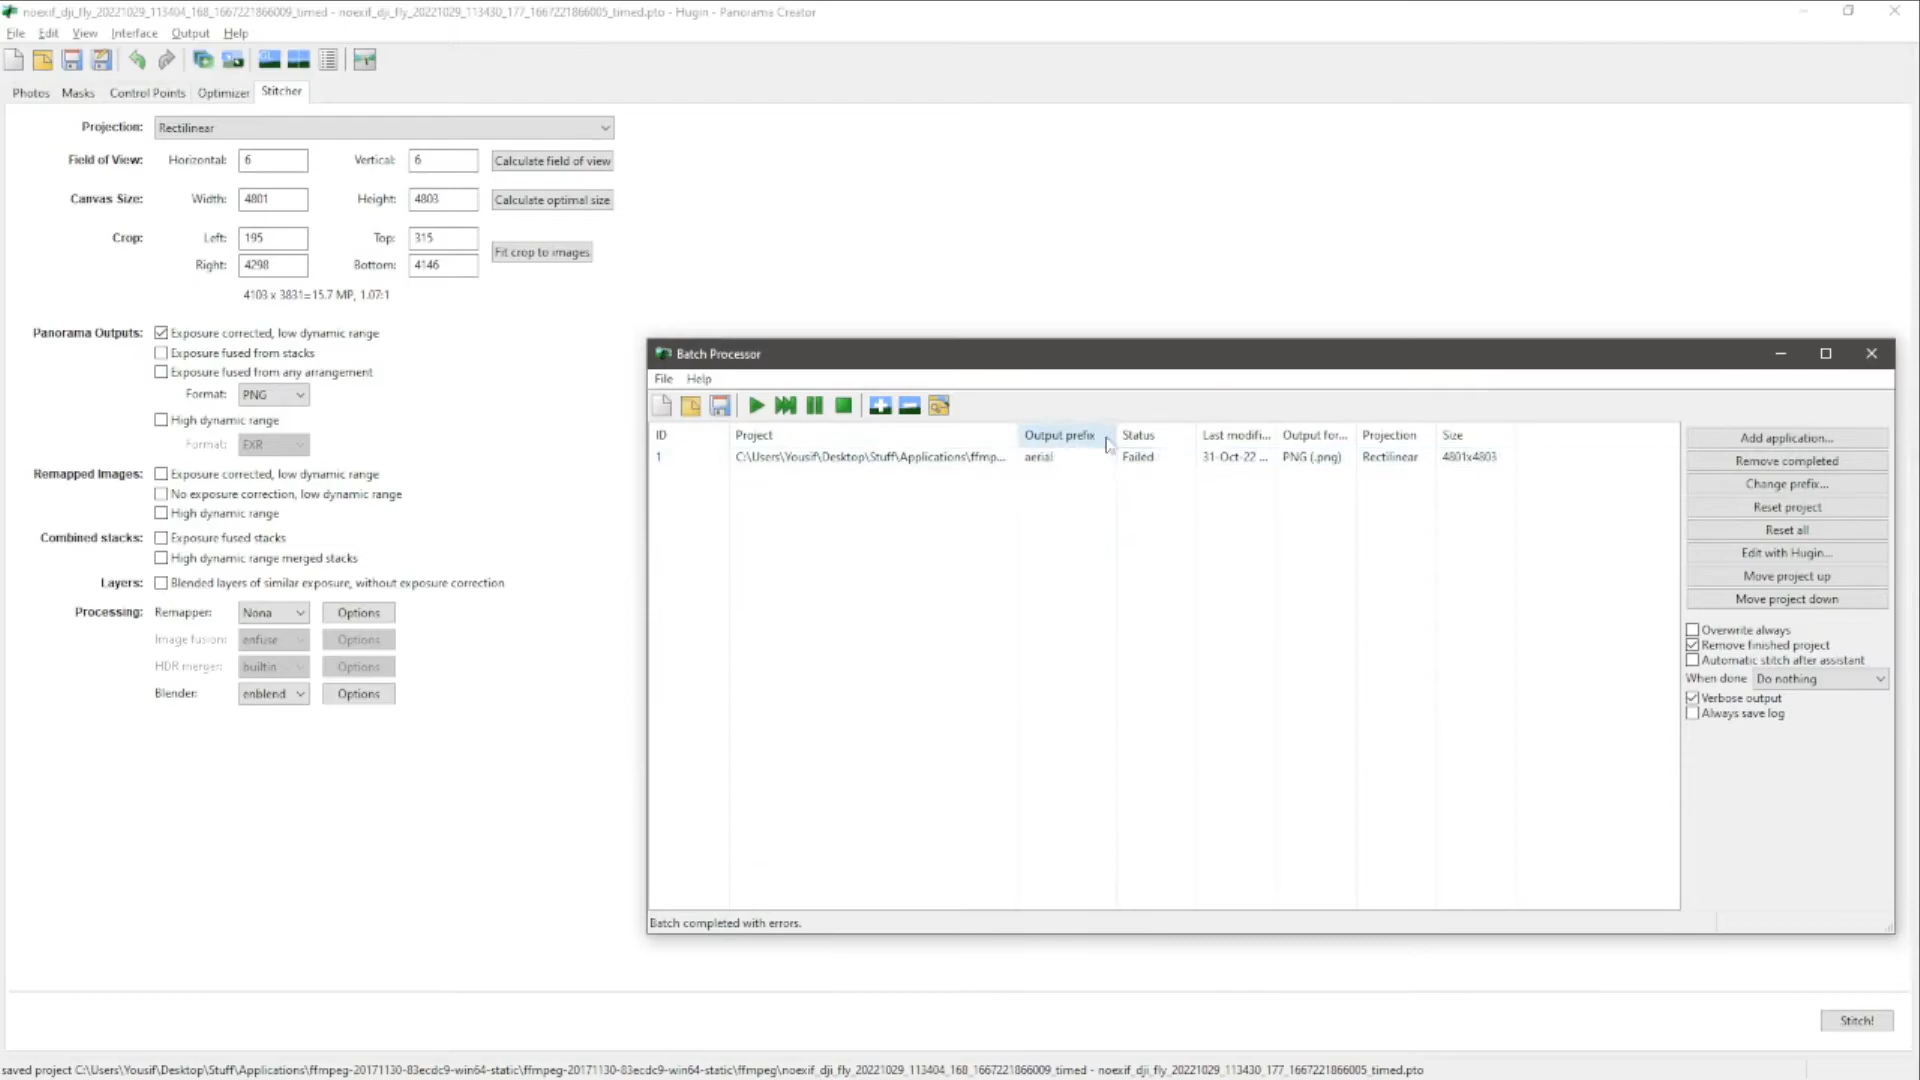 noexif_dji_fly_20221029_113404_168_1667221866009_timed - noexif_dji_fly_20221029_113430_177_1667221866005_timed.pto - Hugin - Panorama Creator
File Edit View Interface Output Help
Photos Masks Control Points Optimizer Stitcher
Projection: Rectilinear
Field of View: Horizontal: 6 Vertical: 6 Calculate field of view
Canvas Size: Width: 4801 Height: 4803 Calculate optimal size
Crop: Left: 195 Top: 315
Fit crop to images
Right: 4298 Bottom: 4146
4103 x 3831=15.7 MP, 1.07:1
Panorama Outputs: Exposure corrected, low dynamic range
Exposure fused from stacks
Exposure fused from any arrangement
Format: PNG
High dynamic range
Format: EXR
Remapped Images: Exposure corrected, low dynamic range
No exposure correction, low dynamic range
High dynamic range
Combined stacks: Exposure fused stacks
High dynamic range merged stacks
Layers: Blended layers of similar exposure, without exposure correction
Processing: Remapper: Nona Options
Image fusion: enfuse Options
HDR merger: builtin Options
Blender: enblend Options
Batch Processor
File Help
ID Project Output prefix Status Last modifi... Output for... Projection Size
1 C:\Users\Yousif\Desktop\Stuff\Applications\ffmp... aerial Failed 31-Oct-22 ... PNG (.png) Rectilinear 4801x4803
Add application...
Remove completed
Change prefix...
Reset project
Reset all
Edit with Hugin...
Move project up
Move project down
Overwrite always
Remove finished project
Automatic stitch after assistant
When done Do nothing
Verbose output
Always save log
Batch completed with errors.
Stitch!
saved project C:\Users\Yousif\Desktop\Stuff\Applications\ffmpeg-20171130-83ecdc9-win64-static\ffmpeg-20171130-83ecdc9-win64-static\ffmpeg\noexif_dji_fly_20221029_113404_168_1667221866009_timed - noexif_dji_fly_20221029_113430_177_1667221866005_timed.pto